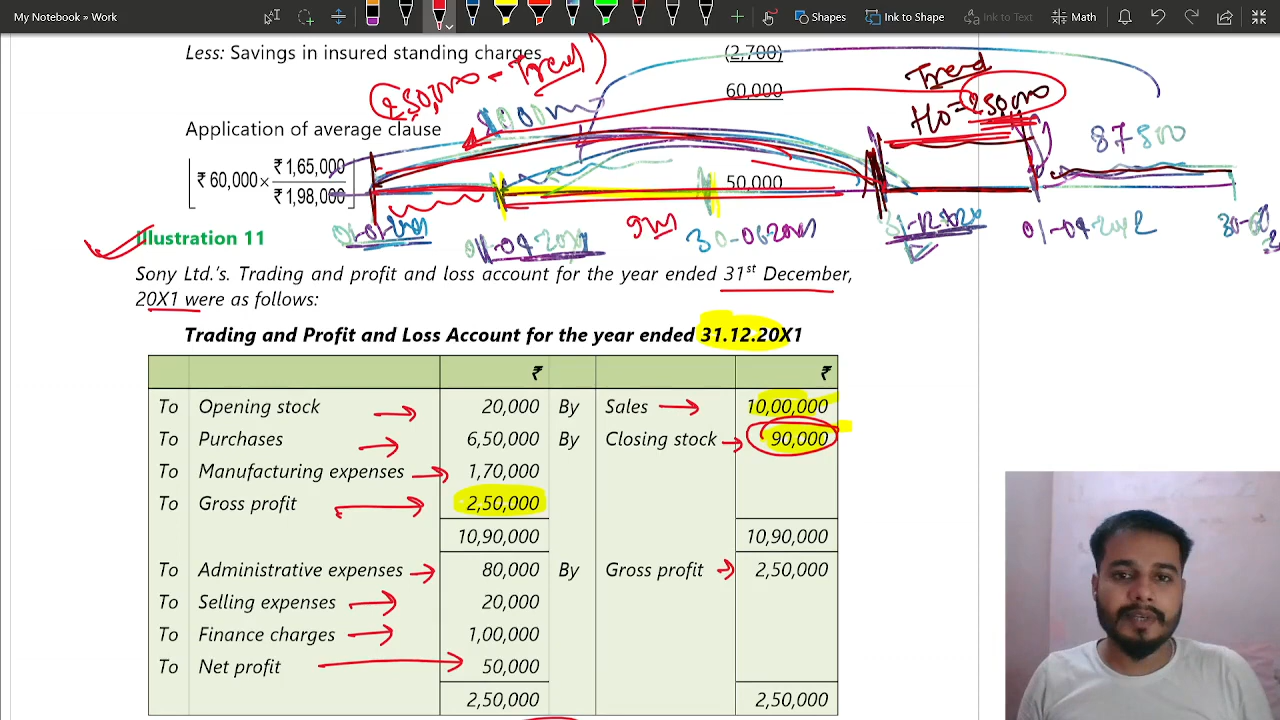 My Notebook >
Shapes
Ink to Shape
Ink to Text
Math
Less: Savings in insured standing charges (2,700)
60,000
Application of average clause
₹ 60,000 × ₹ 1,65,000 / ₹ 1,98,000 50,000
Trend
250,000 - Trend
87800
9m
Illustration 11
Sony Ltd.'s. Trading and profit and loss account for the year ended 31st December,
20X1 were as follows:
Trading and Profit and Loss Account for the year ended 31.12.20X1
₹ ₹
To Opening stock 20,000 By Sales 10,00,000
To Purchases 6,50,000 By Closing stock 90,000
To Manufacturing expenses 1,70,000
To Gross profit 2,50,000
10,90,000 10,90,000
To Administrative expenses 80,000 By Gross profit 2,50,000
To Selling expenses 20,000
To Finance charges 1,00,000
To Net profit 50,000
2,50,000 2,50,000